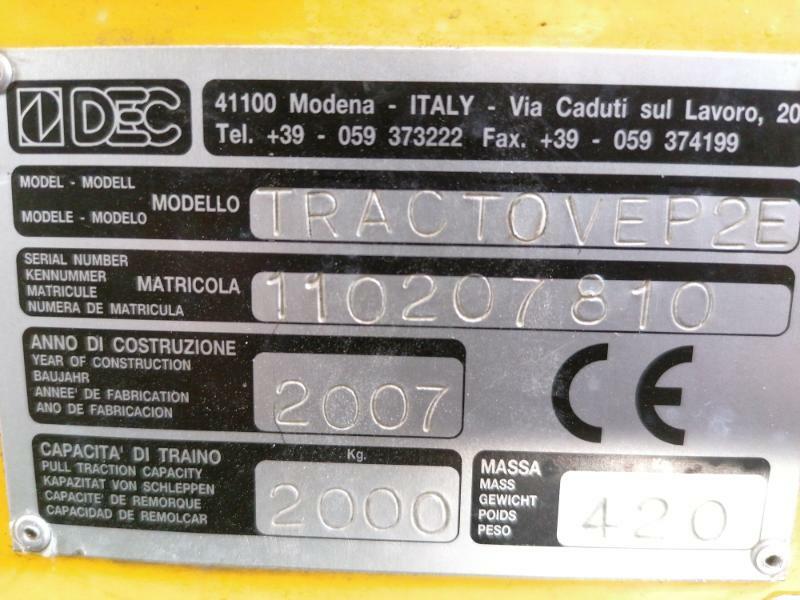 DEC
41100 Modena - ITALY - Via Caduti sul Lavoro, 20
Tel. +39 - 059 373222 Fax. +39 - 059 374199
MODEL - MODELL
MODELE - MODELO
MODELLO
TRACTOVEP2E
SERIAL NUMBER
KENNUMMER
MATRICULE
NUMERA DE MATRICULA
MATRICOLA
110207810
ANNO DI COSTRUZIONE
YEAR OF CONSTRUCTION
BAUJAHR
ANNEÈ DE FABRICATION
ANO DE FABRICACION
2007
CE
CAPACITA' DI TRAINO
PULL TRACTION CAPACITY
KAPAZITAT VON SCHLEPPEN
CAPACITÈ DE REMORQUE
CAPACIDAD DE REMOLCAR
Kg.
2000
MASSA
MASS
GEWICHT
POIDS
PESO
420